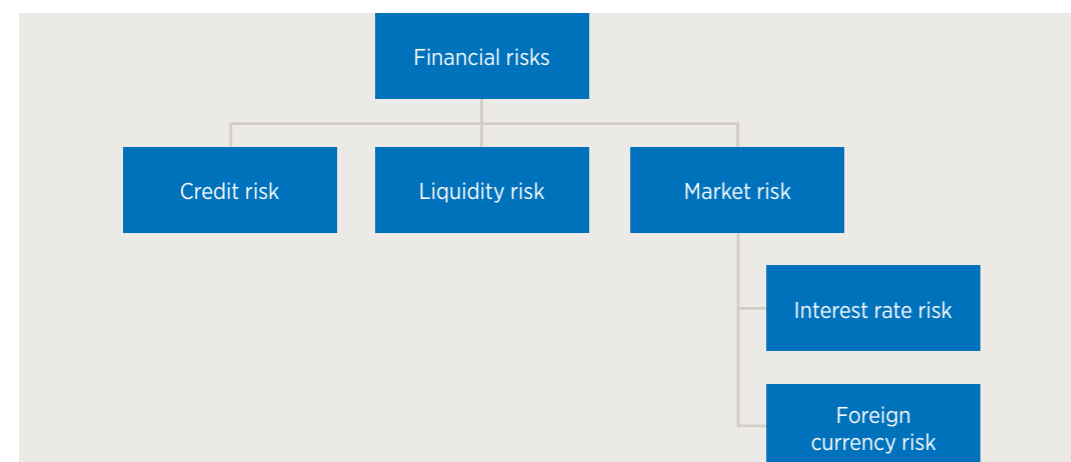 Financial risks
Credit risk
Liquidity risk
Market risk
Interest rate risk
Foreign
currency risk